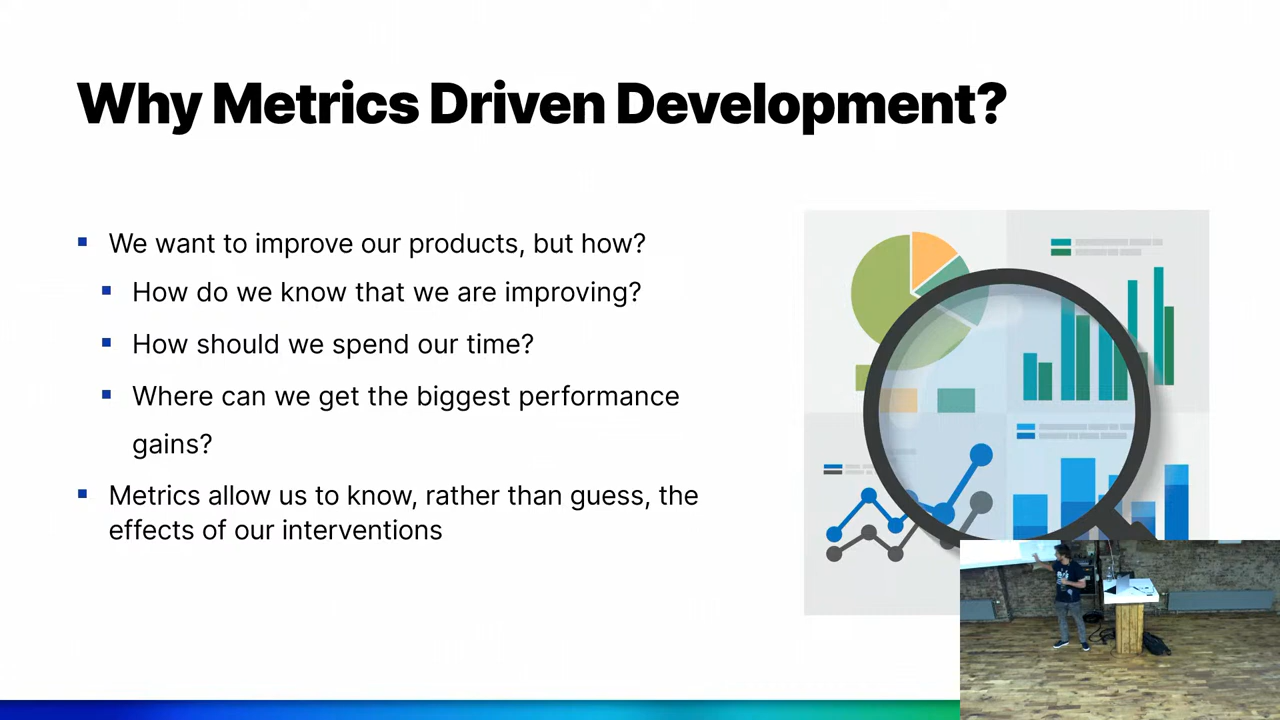 Why Metrics Driven Development?
We want to improve our products, but how?
How do we know that we are improving?
How should we spend our time?
Where can we get the biggest performance
gains?
Metrics allow us to know, rather than guess, the
effects of our interventions